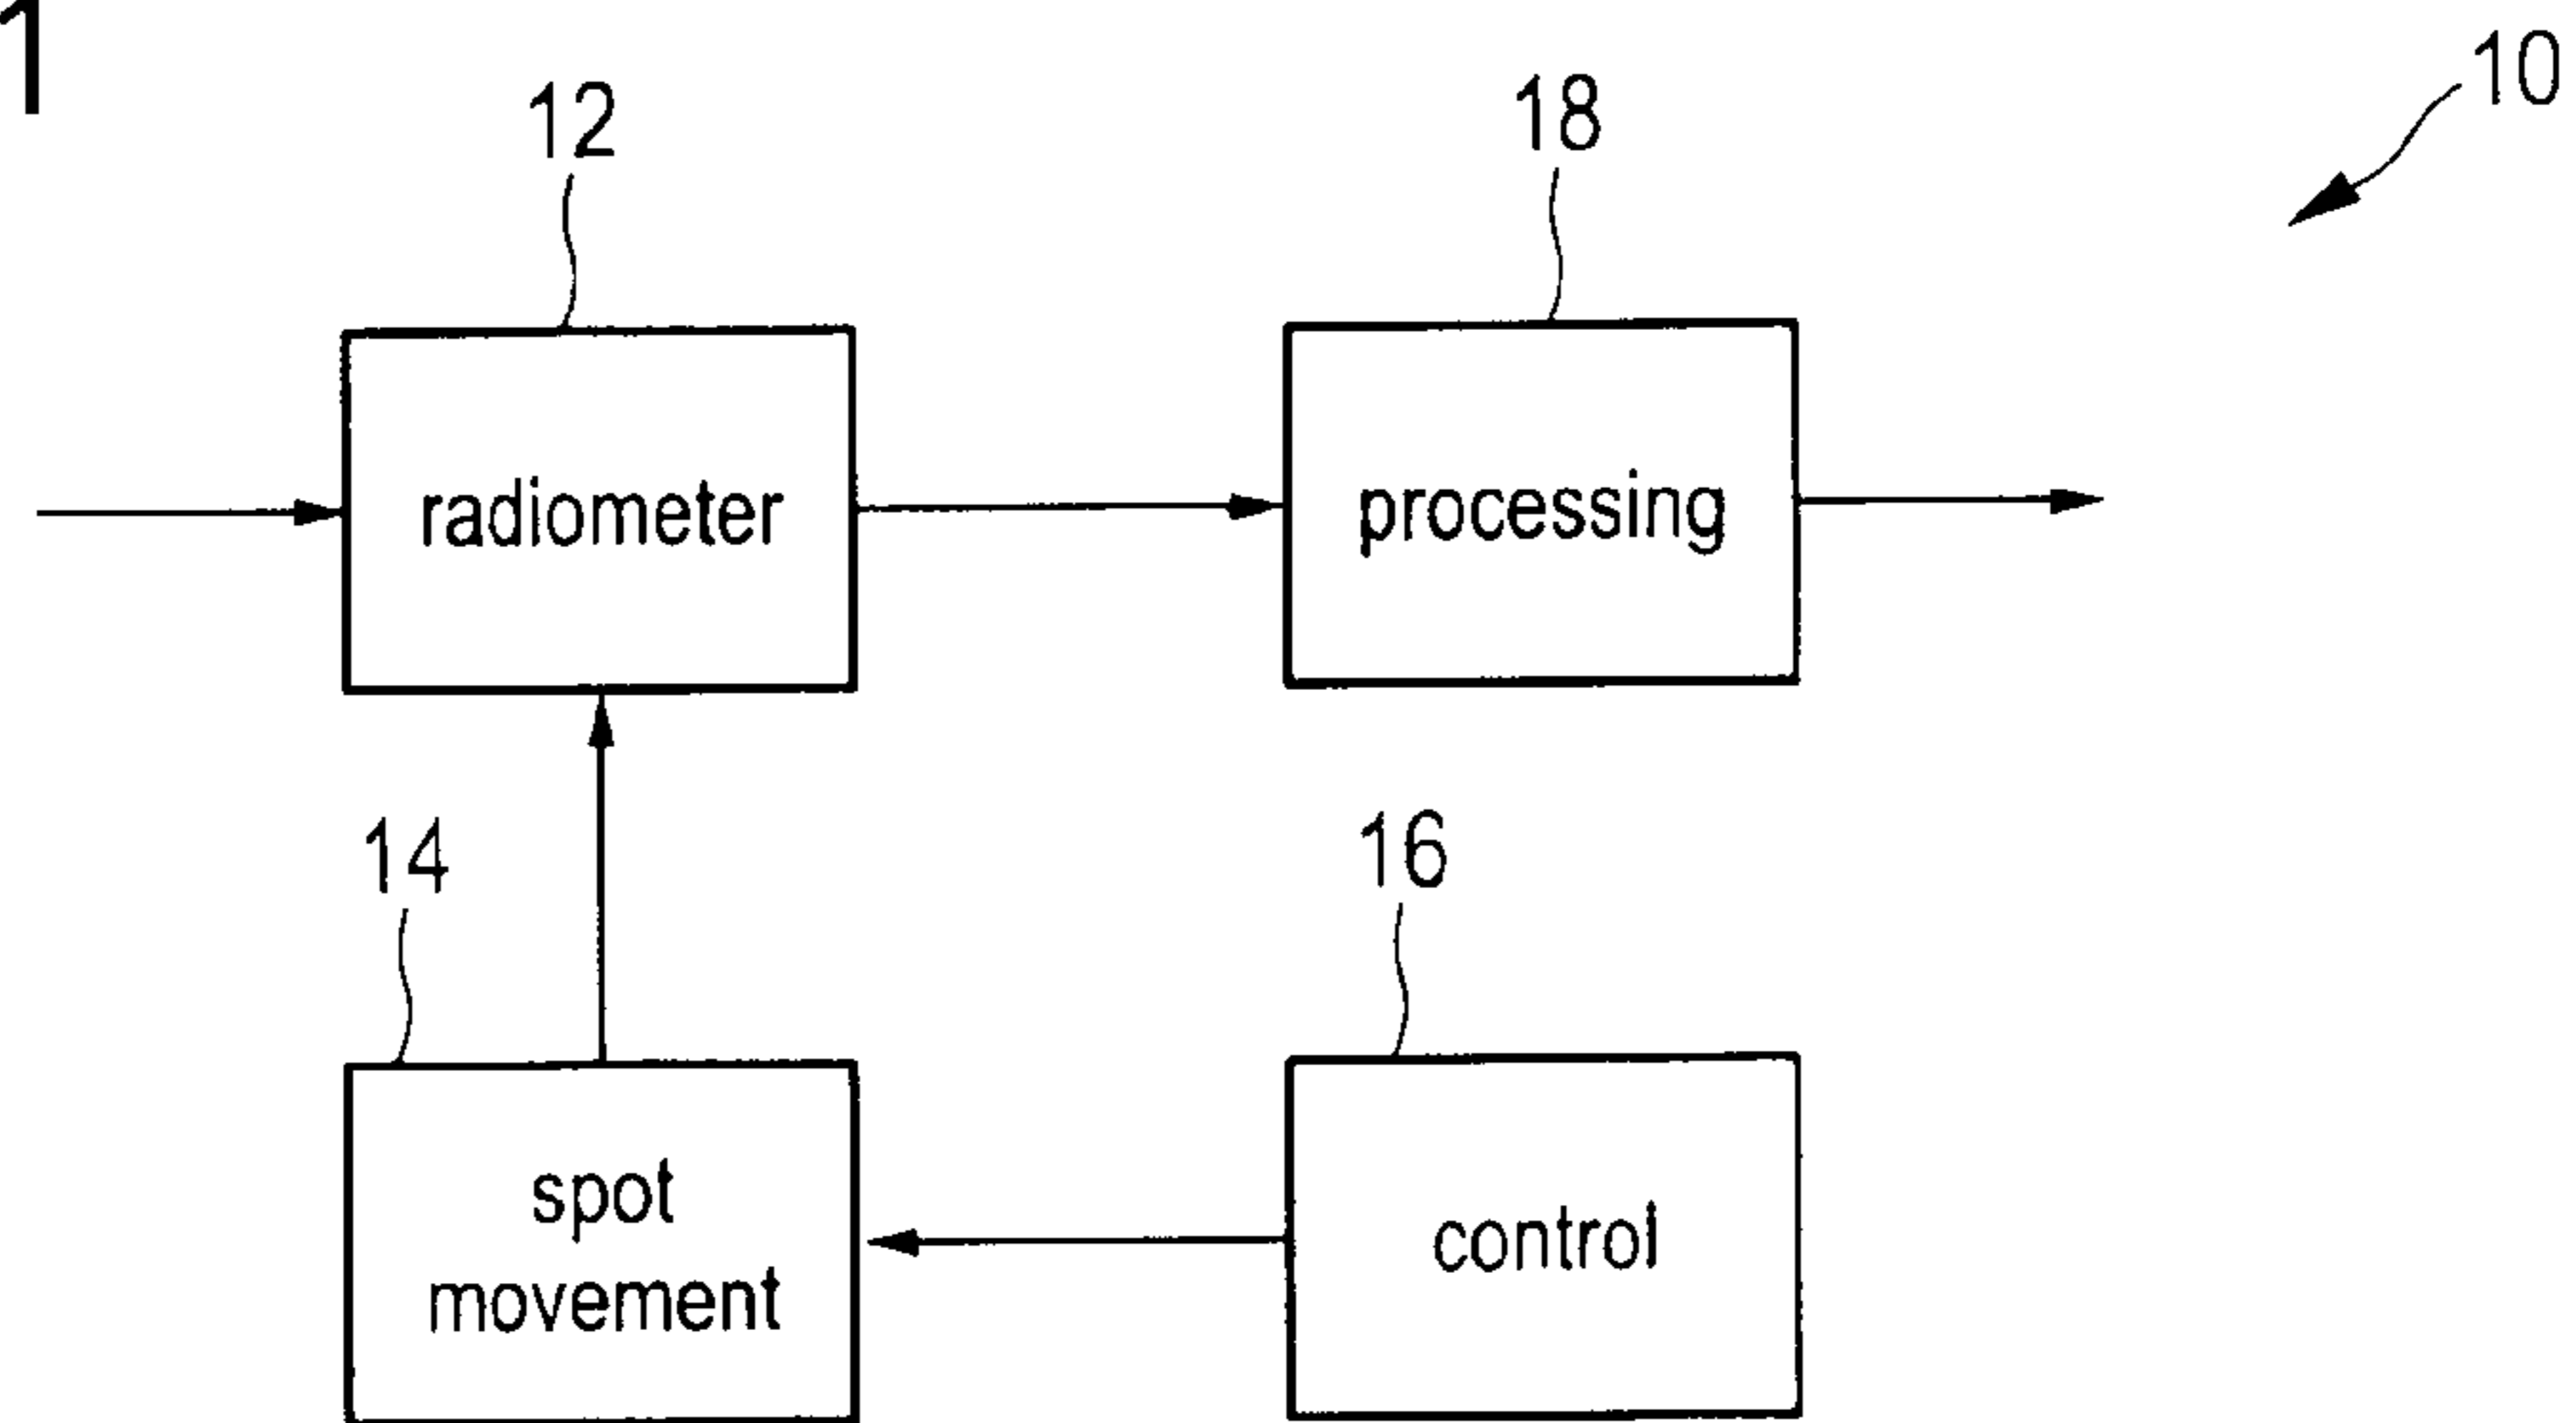 1
10
12
18
radiometer
processing
14
16
spot
movement
control